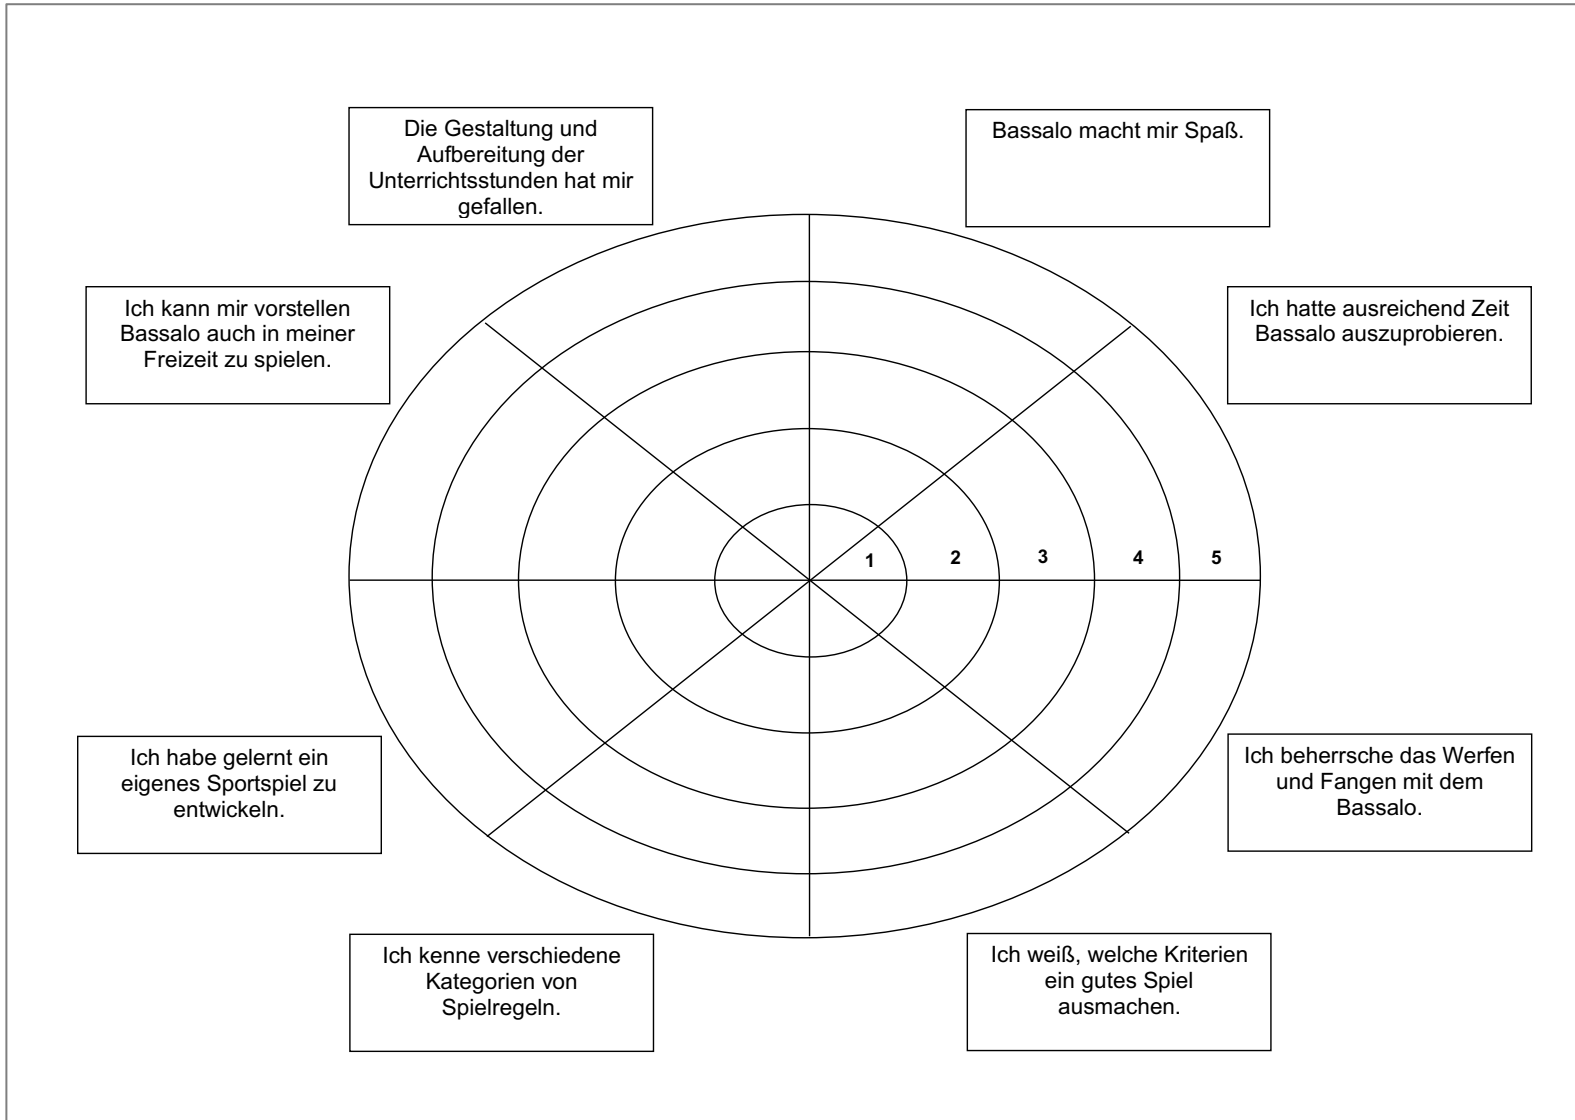 Die Gestaltung und
Aufbereitung der
Unterrichtsstunden hat mir
gefallen.
Bassalo macht mir Spaß.
Ich kann mir vorstellen
Bassalo auch in meiner
Freizeit zu spielen.
Ich hatte ausreichend Zeit
Bassalo auszuprobieren.
1 2 3 4 5
Ich habe gelernt ein
eigenes Sportspiel zu
entwickeln.
Ich beherrsche das Werfen
und Fangen mit dem
Bassalo.
Ich kenne verschiedene
Kategorien von
Spielregeln.
Ich weiß, welche Kriterien
ein gutes Spiel
ausmachen.